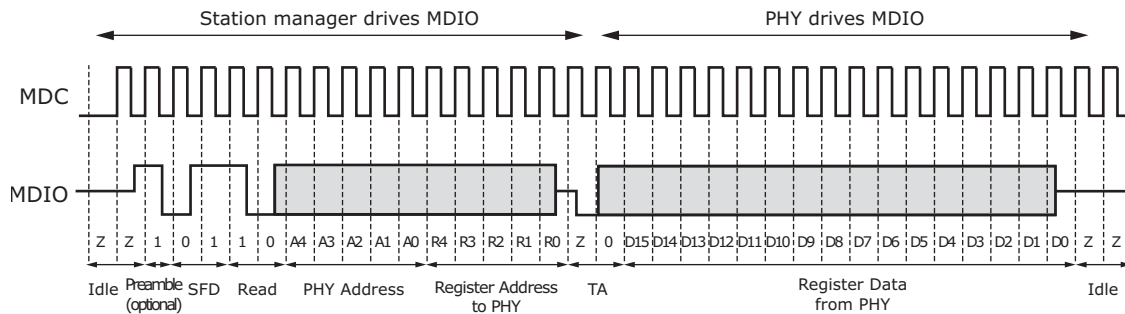 Station manager drives MDIO PHY drives MDIO
MDC
MDIO
Z Z 1 0 1 1 0 A4 A3 A2 A1 A0 R4 R3 R2 R1 R0 Z 0 D15 D14 D13 D12 D11 D10 D9 D8 D7 D6 D5 D4 D3 D2 D1 D0 Z Z
Idle Preamble (optional) SFD Read PHY Address Register Address to PHY TA Register Data from PHY Idle